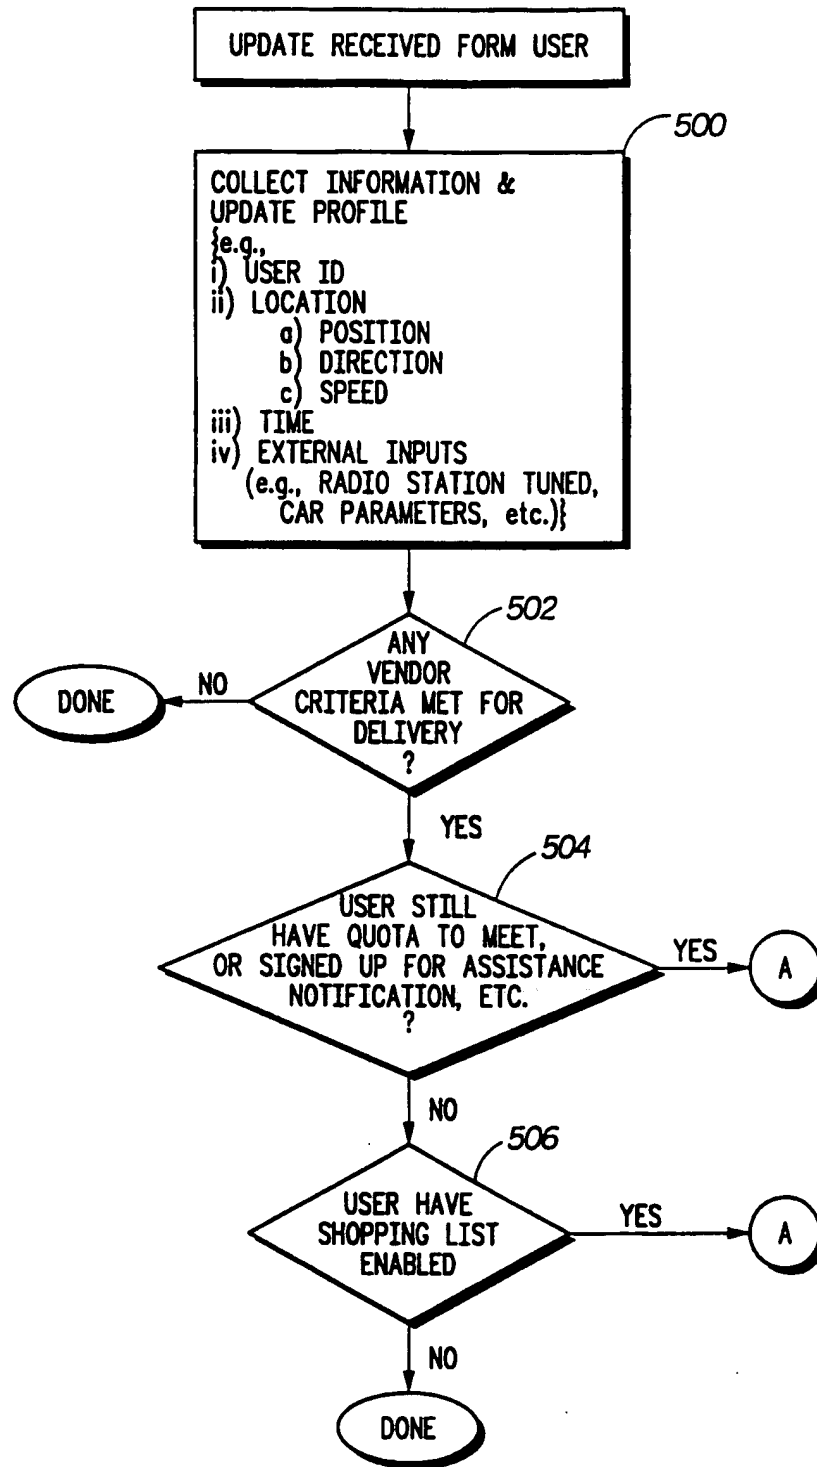 UPDATE RECEIVED FORM USER
500
COLLECT INFORMATION &
UPDATE PROFILE
{e.g.,
i) USER ID
ii) LOCATION
a) POSITION
b) DIRECTION
c) SPEED
iii) TIME
iv) EXTERNAL INPUTS
(e.g., RADIO STATION TUNED,
CAR PARAMETERS, etc.)}
502
ANY
VENDOR
CRITERIA MET FOR
DELIVERY
?
NO
DONE
YES
504
USER STILL
HAVE QUOTA TO MEET,
OR SIGNED UP FOR ASSISTANCE
NOTIFICATION, ETC.
?
YES
A
NO
506
USER HAVE
SHOPPING LIST
ENABLED
YES
A
NO
DONE